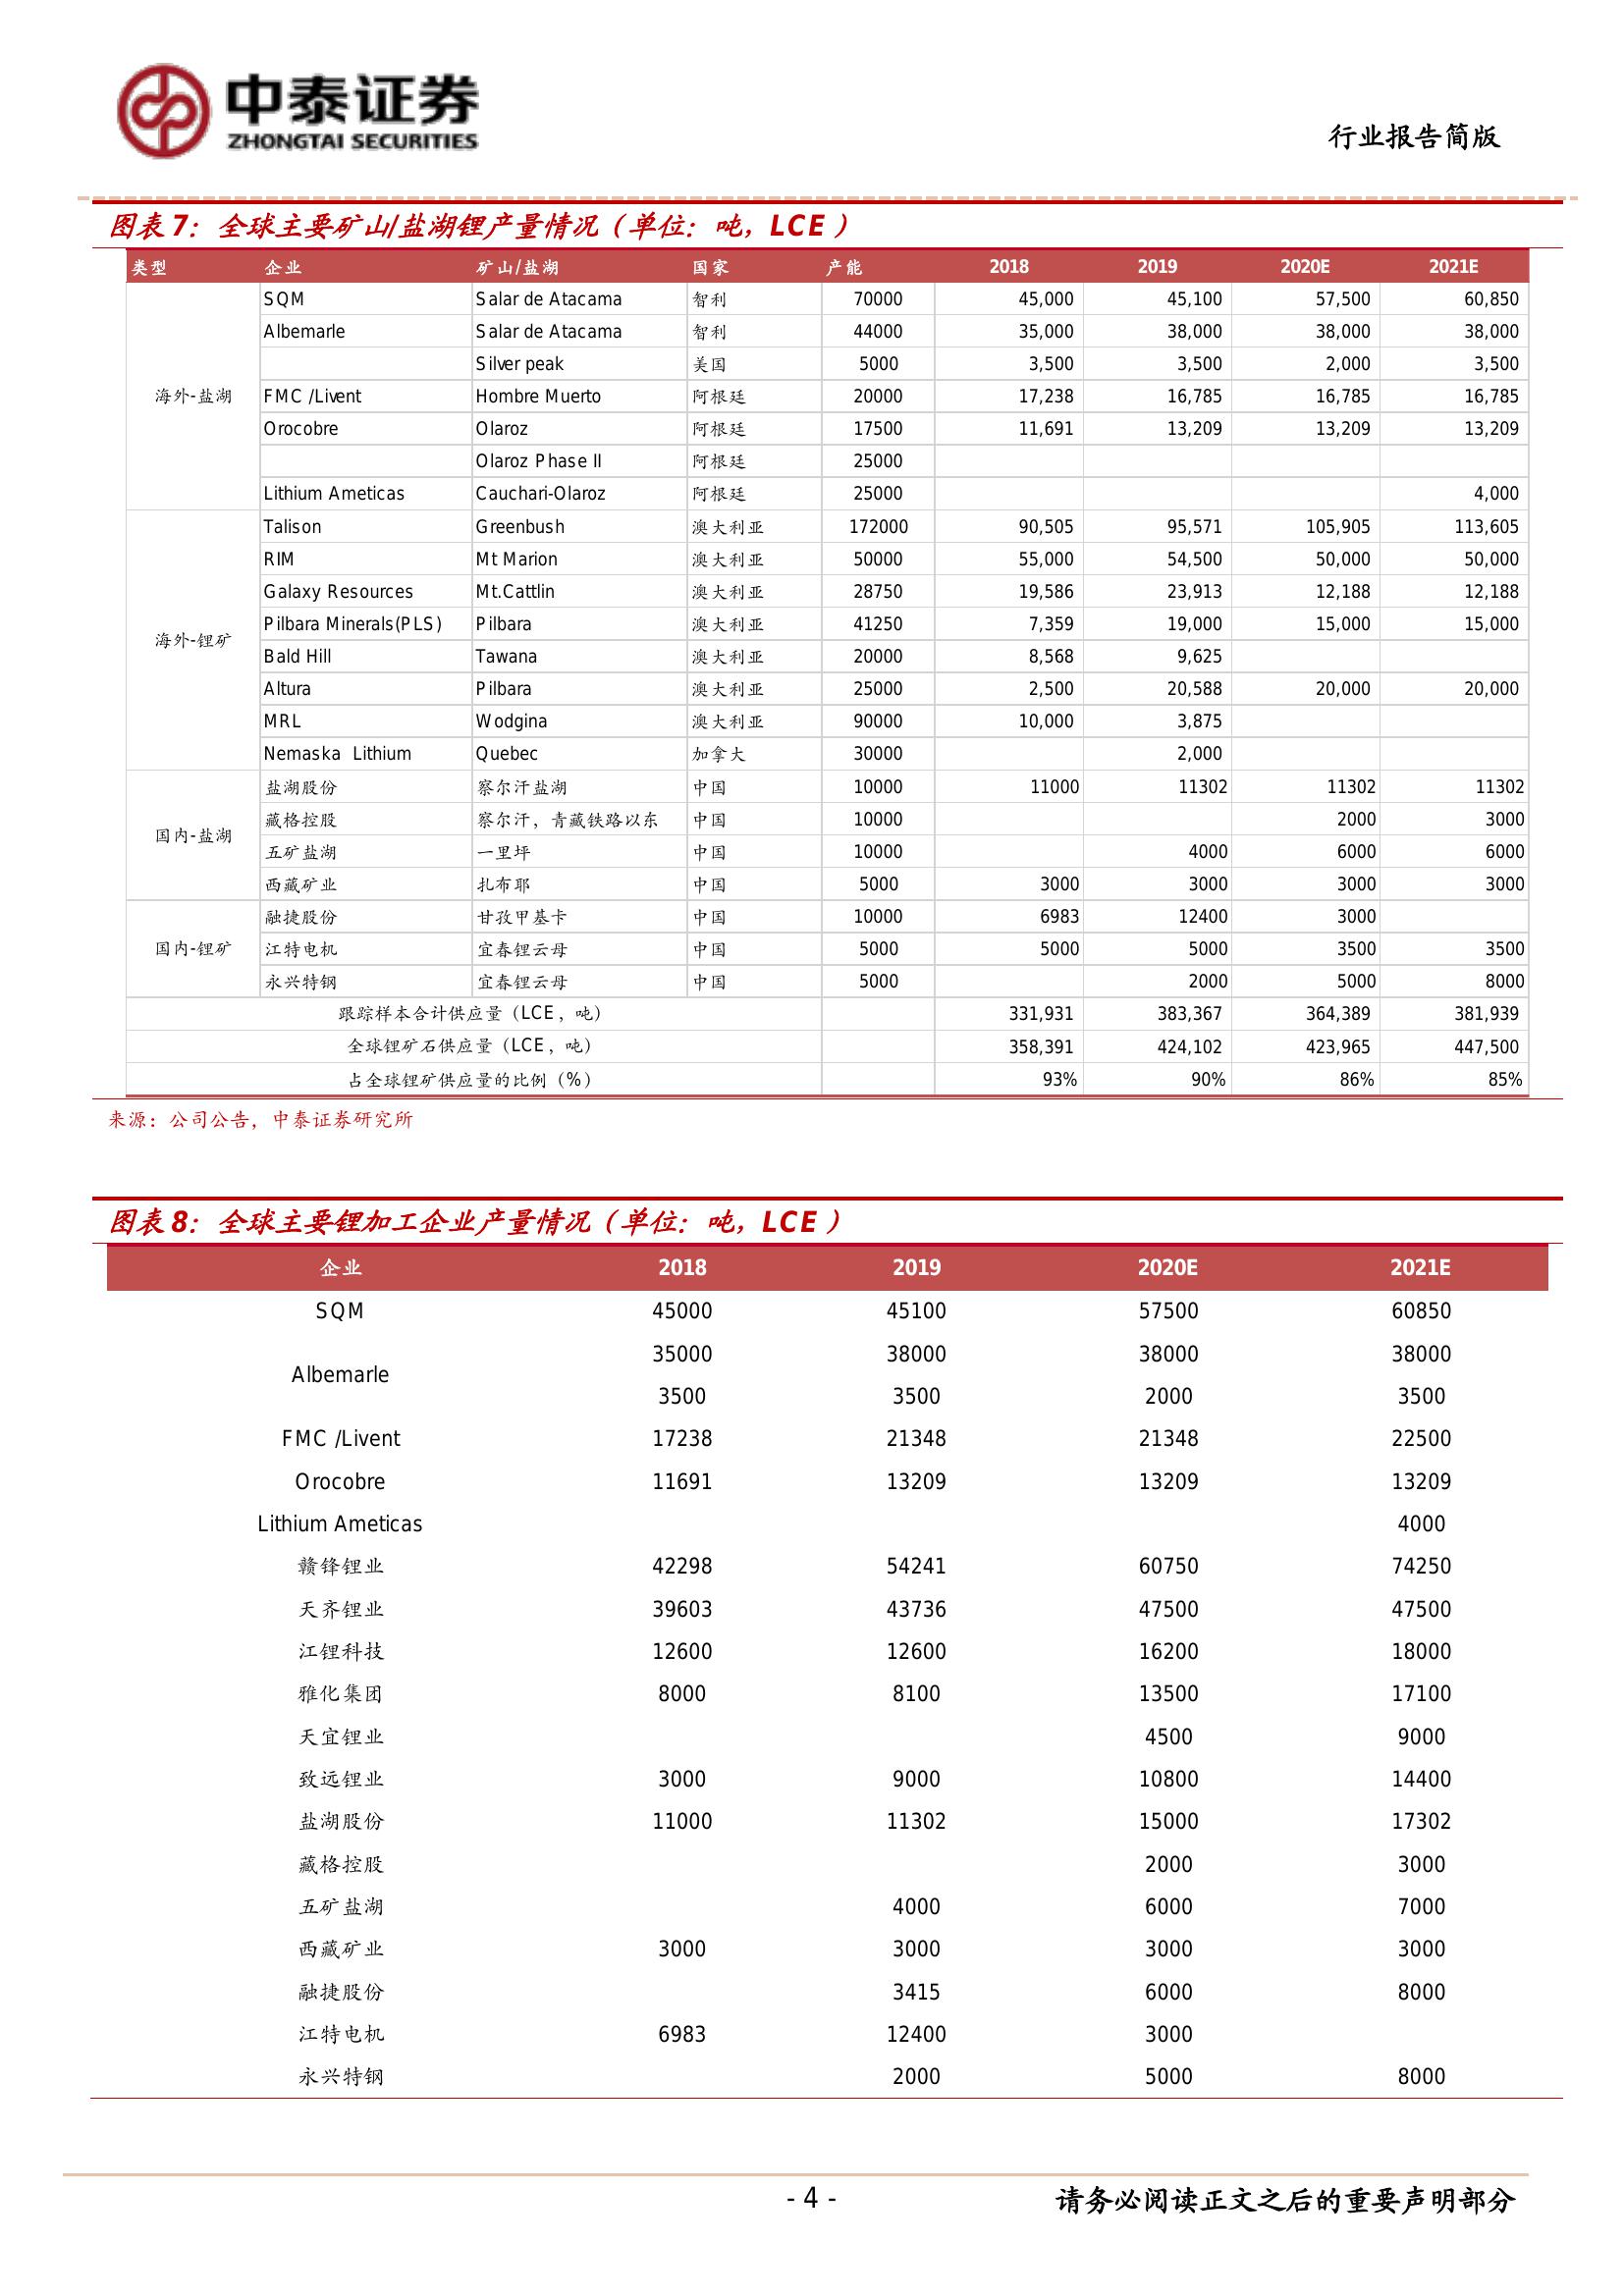 中泰证券
ZHONGTAI SECURITIES
行业报告简版
图表7：全球主要矿山/盐湖锂产量情况（单位：吨，LCE）
类型 企业 矿山/盐湖 国家 产能 2018 2019 2020E 2021E
海外-盐湖
SQM Salar de Atacama 智利 70000 45,000 45,100 57,500 60,850
Albemarle Salar de Atacama 智利 44000 35,000 38,000 38,000 38,000
Silver peak 美国 5000 3,500 3,500 2,000 3,500
FMC /Livent Hombre Muerto 阿根廷 20000 17,238 16,785 16,785 16,785
Orocobre Olaroz 阿根廷 17500 11,691 13,209 13,209 13,209
Olaroz Phase II 阿根廷 25000
Lithium Ameticas Cauchari-Olaroz 阿根廷 25000 4,000
海外-锂矿
Talison Greenbush 澳大利亚 172000 90,505 95,571 105,905 113,605
RIM Mt Marion 澳大利亚 50000 55,000 54,500 50,000 50,000
Galaxy Resources Mt.Cattlin 澳大利亚 28750 19,586 23,913 12,188 12,188
Pilbara Minerals(PLS) Pilbara 澳大利亚 41250 7,359 19,000 15,000 15,000
Bald Hill Tawana 澳大利亚 20000 8,568 9,625
Altura Pilbara 澳大利亚 25000 2,500 20,588 20,000 20,000
MRL Wodgina 澳大利亚 90000 10,000 3,875
Nemaska Lithium Quebec 加拿大 30000 2,000
国内-盐湖
盐湖股份 察尔汗盐湖 中国 10000 11000 11302 11302 11302
藏格控股 察尔汗，青藏铁路以东 中国 10000 2000 3000
五矿盐湖 一里坪 中国 10000 4000 6000 6000
西藏矿业 扎布耶 中国 5000 3000 3000 3000 3000
国内-锂矿
融捷股份 甘孜甲基卡 中国 10000 6983 12400 3000
江特电机 宜春锂云母 中国 5000 5000 5000 3500 3500
永兴特钢 宜春锂云母 中国 5000 2000 5000 8000
跟踪样本合计供应量（LCE，吨） 331,931 383,367 364,389 381,939
全球锂矿石供应量（LCE，吨） 358,391 424,102 423,965 447,500
占全球锂矿供应量的比例（%） 93% 90% 86% 85%
来源：公司公告，中泰证券研究所
图表8：全球主要锂加工企业产量情况（单位：吨，LCE）
企业 2018 2019 2020E 2021E
SQM 45000 45100 57500 60850
Albemarle
35000 38000 38000 38000
3500 3500 2000 3500
FMC /Livent 17238 21348 21348 22500
Orocobre 11691 13209 13209 13209
Lithium Ameticas 4000
赣锋锂业 42298 54241 60750 74250
天齐锂业 39603 43736 47500 47500
江锂科技 12600 12600 16200 18000
雅化集团 8000 8100 13500 17100
天宜锂业 4500 9000
致远锂业 3000 9000 10800 14400
盐湖股份 11000 11302 15000 17302
藏格控股 2000 3000
五矿盐湖 4000 6000 7000
西藏矿业 3000 3000 3000 3000
融捷股份 3415 6000 8000
江特电机 6983 12400 3000
永兴特钢 2000 5000 8000
- 4 -
请务必阅读正文之后的重要声明部分